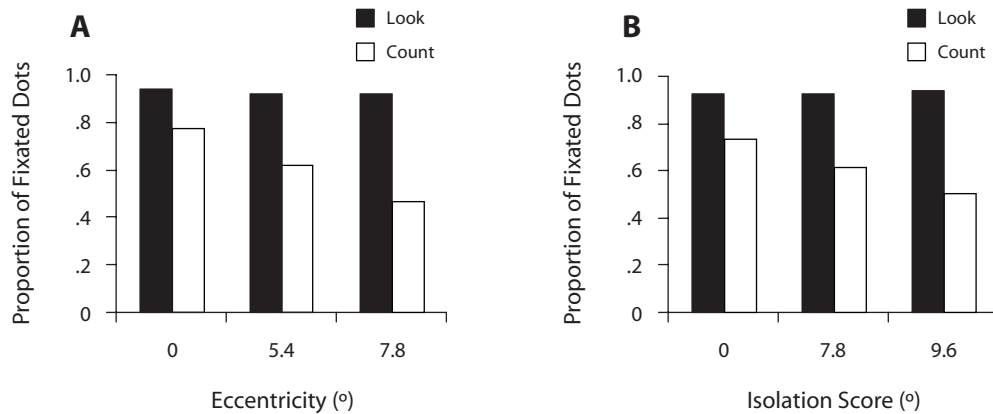 A
Look
Count
Proportion of Fixated Dots
1.0
.8
.6
.4
.2
0
0 5.4 7.8
Eccentricity (º)
B
Look
Count
Proportion of Fixated Dots
1.0
.8
.6
.4
.2
0
0 7.8 9.6
Isolation Score (º)